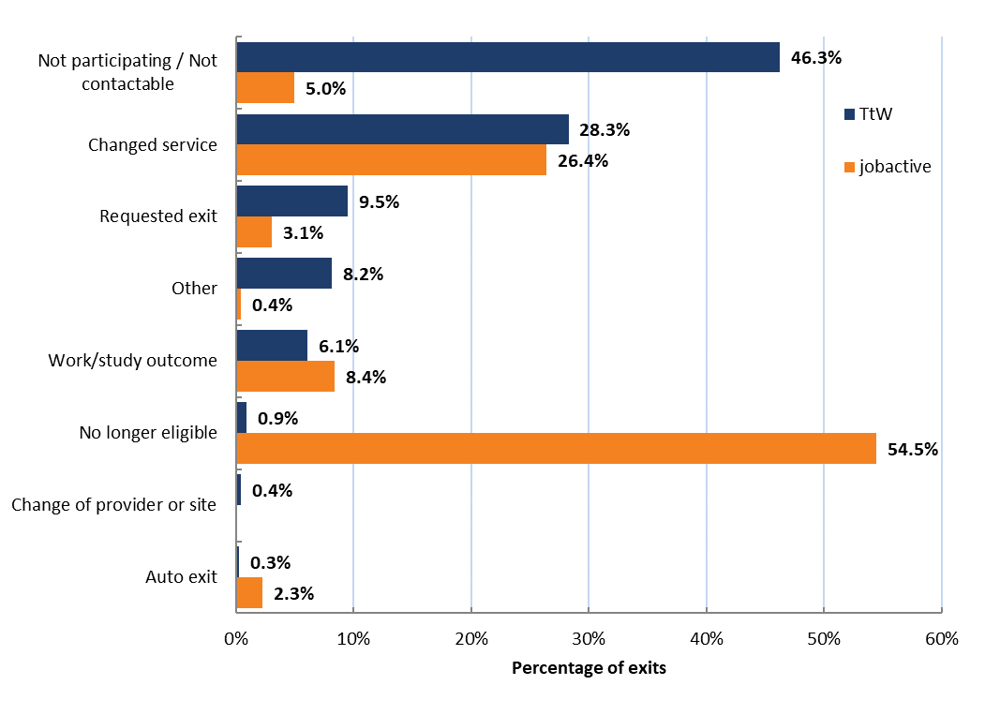 Not participating / Not
contactable
46.3%
5.0%
TtW
Changed service
28.3%
26.4%
jobactive
Requested exit
9.5%
3.1%
Other
8.2%
0.4%
Work/study outcome
6.1%
8.4%
No longer eligible
0.9%
54.5%
Change of provider or site
0.4%
Auto exit
0.3%
2.3%
0% 10% 20% 30% 40% 50% 60%
Percentage of exits